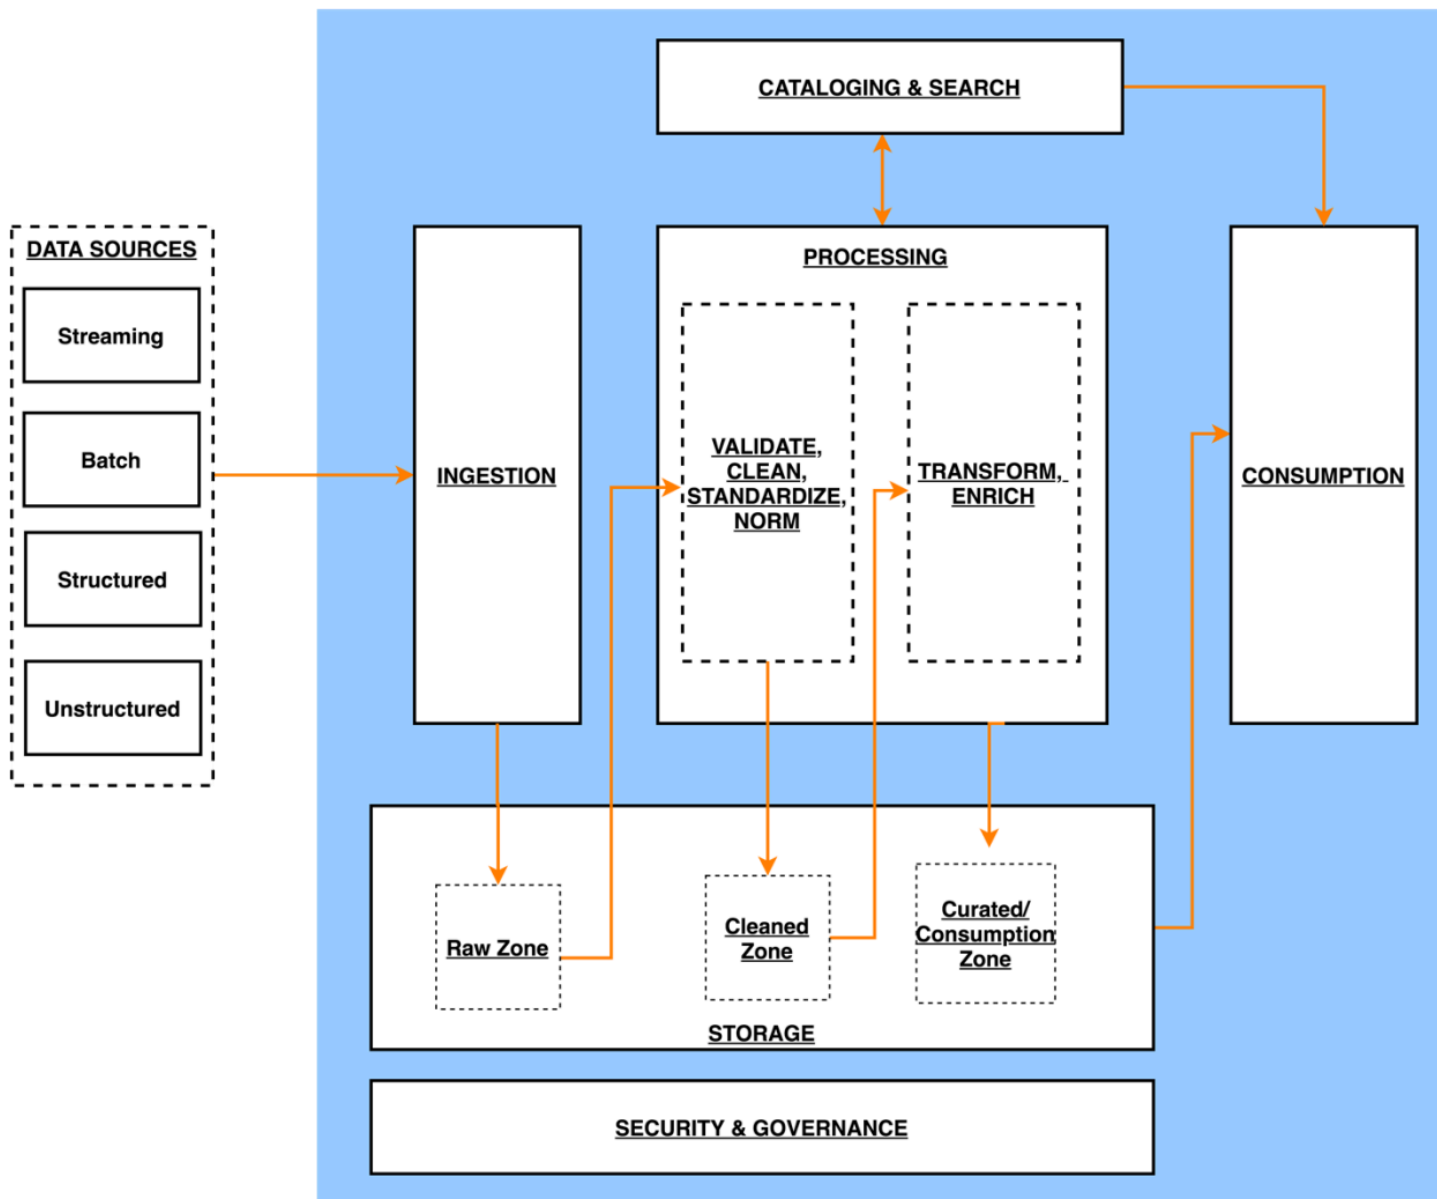 CATALOGING & SEARCH
DATA SOURCES
Streaming
Batch
Structured
Unstructured
INGESTION
PROCESSING
VALIDATE,
CLEAN,
STANDARDIZE,
NORM
TRANSFORM,
ENRICH
CONSUMPTION
Raw Zone
Cleaned
Zone
Curated/
Consumption
Zone
STORAGE
SECURITY & GOVERNANCE